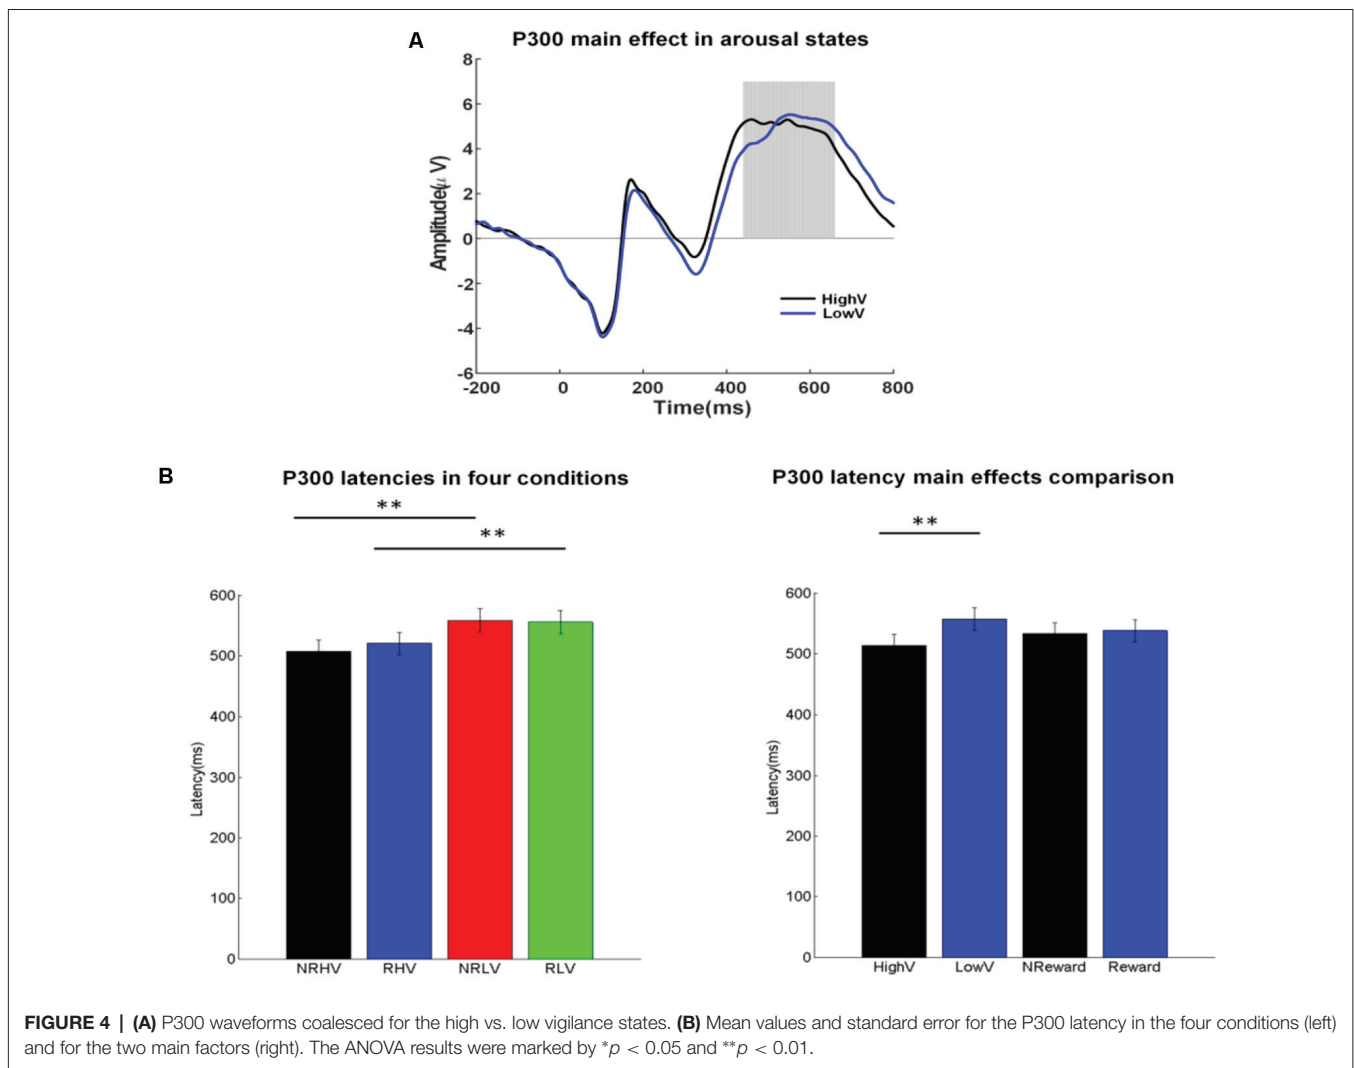 A
P300 main effect in arousal states
8
6
4
2
0
-2
-4
-6
Amplitude(μ V)
HighV
LowV
-200 0 200 400 600 800
Time(ms)
B
P300 latencies in four conditions
**
**
600
500
400
300
200
100
0
Latency(ms)
NRHV RHV NRLV RLV
P300 latency main effects comparison
**
600
500
400
300
200
100
0
Latency(ms)
HighV LowV NReward Reward
FIGURE 4 | (A) P300 waveforms coalesced for the high vs. low vigilance states. (B) Mean values and standard error for the P300 latency in the four conditions (left)
and for the two main factors (right). The ANOVA results were marked by *p < 0.05 and **p < 0.01.